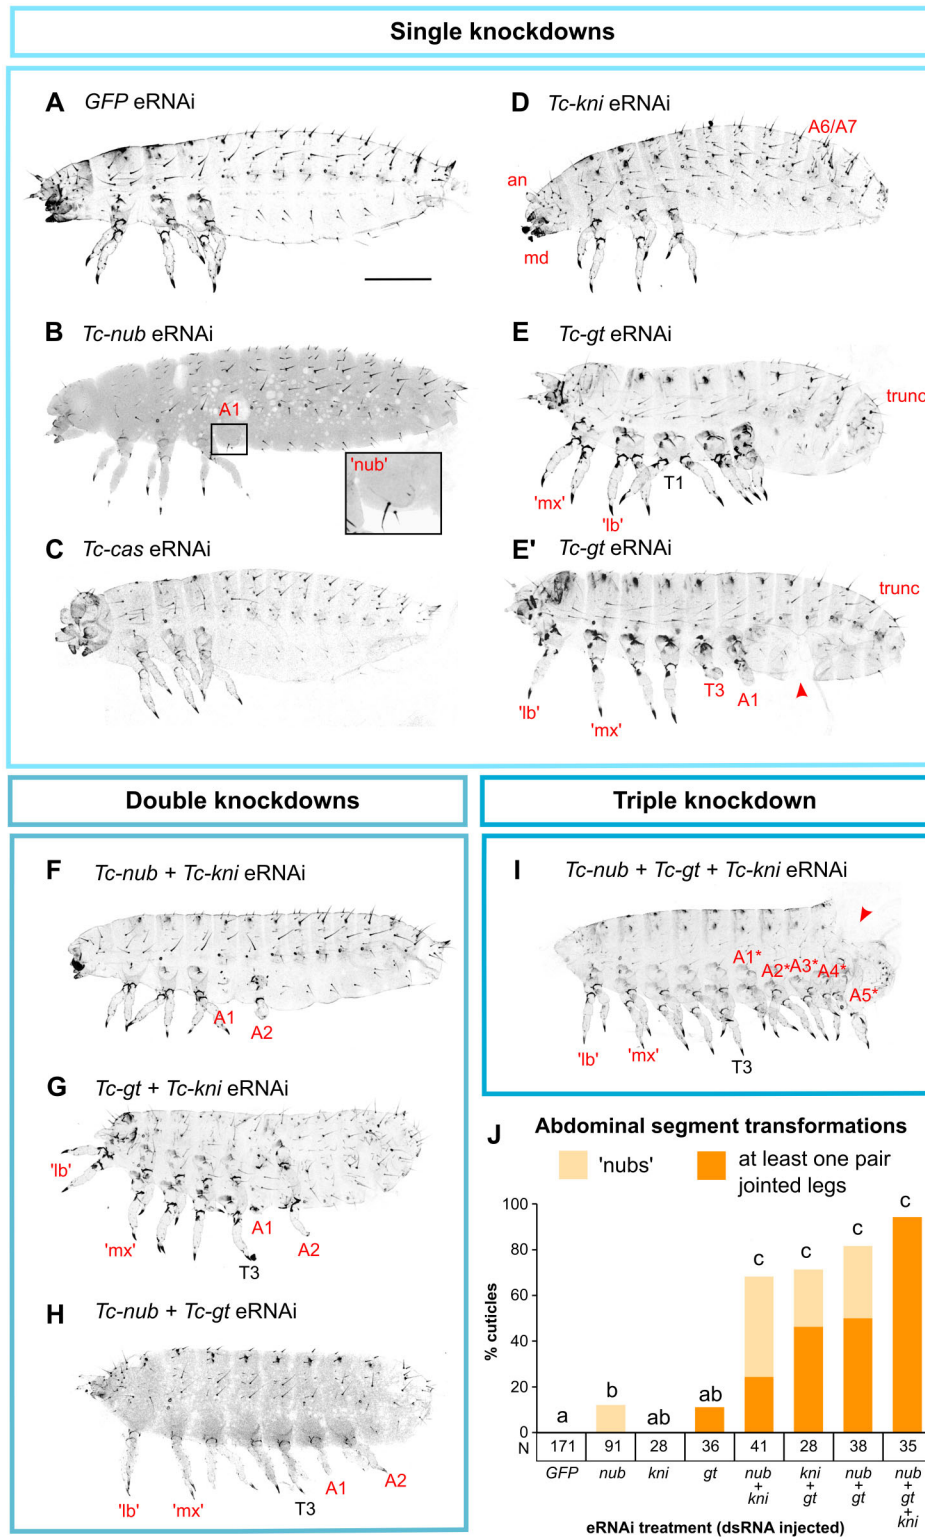 Single knockdowns
A GFP eRNAi
D Tc-kni eRNAi
A6/A7
an
md
B Tc-nub eRNAi
A1
'nub'
E Tc-gt eRNAi
trunc
'mx'
'lb'
T1
C Tc-cas eRNAi
E' Tc-gt eRNAi
trunc
'lb'
'mx'
T3
A1
Double knockdowns
F Tc-nub + Tc-kni eRNAi
A1
A2
G Tc-gt + Tc-kni eRNAi
'lb'
'mx'
A1
T3
A2
H Tc-nub + Tc-gt eRNAi
'lb'
'mx'
T3
A1
A2
Triple knockdown
I Tc-nub + Tc-gt + Tc-kni eRNAi
A1*
A2*
A3*
A4*
A5*
'lb'
'mx'
T3
J Abdominal segment transformations
'nubs'
at least one pair
jointed legs
% cuticles
100
80
60
40
20
0
a
b
ab
ab
c
c
c
c
N 171 91 28 36 41 28 38 35
GFP nub kni gt nub + kni kni + gt nub + gt nub + gt + kni
eRNAi treatment (dsRNA injected)